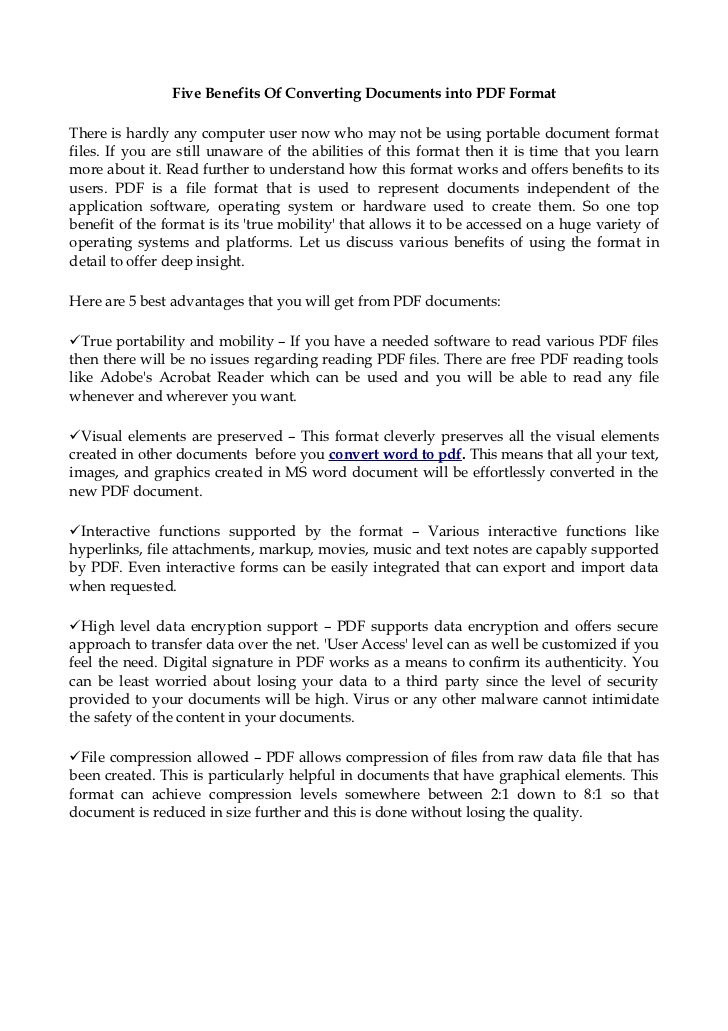 Five Benefits Of Converting Documents into PDF Format
There is hardly any computer user now who may not be using portable document format
files. If you are still unaware of the abilities of this format then it is time that you learn
more about it. Read further to understand how this format works and offers benefits to its
users. PDF is a file format that is used to represent documents independent of the
application software, operating system or hardware used to create them. So one top
benefit of the format is its 'true mobility' that allows it to be accessed on a huge variety of
operating systems and platforms. Let us discuss various benefits of using the format in
detail to offer deep insight.
Here are 5 best advantages that you will get from PDF documents:
✓True portability and mobility – If you have a needed software to read various PDF files
then there will be no issues regarding reading PDF files. There are free PDF reading tools
like Adobe's Acrobat Reader which can be used and you will be able to read any file
whenever and wherever you want.
✓Visual elements are preserved – This format cleverly preserves all the visual elements
created in other documents before you convert word to pdf. This means that all your text,
images, and graphics created in MS word document will be effortlessly converted in the
new PDF document.
✓Interactive functions supported by the format – Various interactive functions like
hyperlinks, file attachments, markup, movies, music and text notes are capably supported
by PDF. Even interactive forms can be easily integrated that can export and import data
when requested.
✓High level data encryption support – PDF supports data encryption and offers secure
approach to transfer data over the net. 'User Access' level can as well be customized if you
feel the need. Digital signature in PDF works as a means to confirm its authenticity. You
can be least worried about losing your data to a third party since the level of security
provided to your documents will be high. Virus or any other malware cannot intimidate
the safety of the content in your documents.
✓File compression allowed – PDF allows compression of files from raw data file that has
been created. This is particularly helpful in documents that have graphical elements. This
format can achieve compression levels somewhere between 2:1 down to 8:1 so that
document is reduced in size further and this is done without losing the quality.